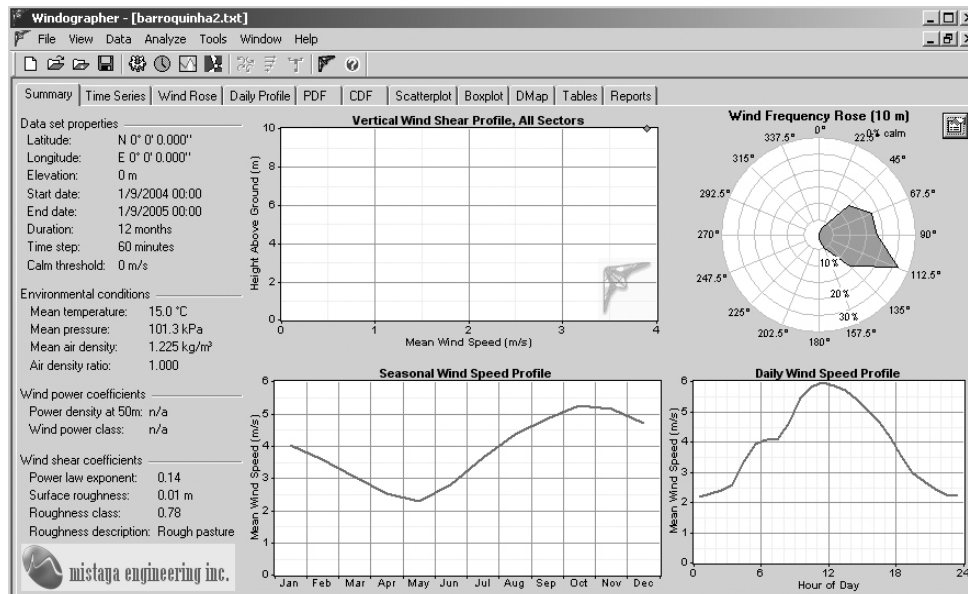 Windographer - [barroquinha2.txt]
File View Data Analyze Tools Window Help
Summary Time Series Wind Rose Daily Profile PDF CDF Scatterplot Boxplot DMap Tables Reports
Data set properties
Latitude: N 0° 0' 0.000"
Longitude: E 0° 0' 0.000"
Elevation: 0 m
Start date: 1/9/2004 00:00
End date: 1/9/2005 00:00
Duration: 12 months
Time step: 60 minutes
Calm threshold: 0 m/s
Environmental conditions
Mean temperature: 15.0 °C
Mean pressure: 101.3 kPa
Mean air density: 1.225 kg/m³
Air density ratio: 1.000
Wind power coefficients
Power density at 50m: n/a
Wind power class: n/a
Wind shear coefficients
Power law exponent: 0.14
Surface roughness: 0.01 m
Roughness class: 0.78
Roughness description: Rough pasture
mistaya engineering inc.
Vertical Wind Shear Profile, All Sectors
Height Above Ground (m)
10
8
6
4
2
0
0 1 2 3 4
Mean Wind Speed (m/s)
Wind Frequency Rose (10 m)
0% calm
0°
22.5°
45°
67.5°
90°
112.5°
135°
157.5°
180°
202.5°
225°
247.5°
270°
292.5°
315°
337.5°
10%
20%
30%
Seasonal Wind Speed Profile
Mean Wind Speed (m/s)
6
5
4
3
2
1
0
Jan Feb Mar Apr May Jun Jul Aug Sep Oct Nov Dec
Daily Wind Speed Profile
Mean Wind Speed (m/s)
6
4
2
0
0 6 12 18 24
Hour of Day